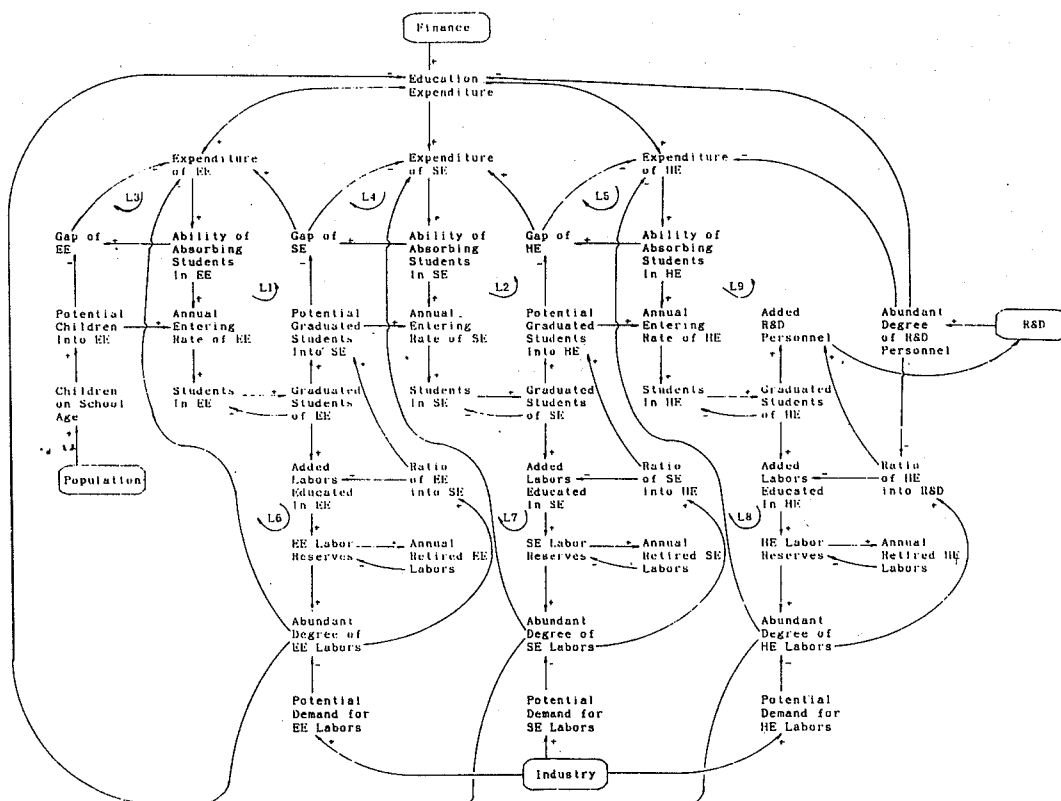 Finance
Education
Expenditure
Expenditure
of EE
Expenditure
of SE
Expenditure
of HE
L3
L4
L5
Gap of
EE
Ability of
Absorbing
Students
In EE
Gap of
SE
Ability of
Absorbing
Students
In SE
Gap of
HE
Ability of
Absorbing
Students
In HE
L1
L2
L9
Potential
Children
Into EE
Annual
Entering
Rate of EE
Potential
Graduated
Students
Into SE
Annual
Entering
Rate of SE
Potential
Graduated
Students
Into HE
Annual
Entering
Rate of HE
Added
R&D
Personnel
Abundant
Degree
of R&D
Personnel
R&D
Children
on School
Age
Students
In EE
Graduated
Students
of EE
Students
In SE
Graduated
Students
of SE
Students
In HE
Graduated
Students
of HE
Population
Added
Labors
Educated
In EE
Ratio
of EE
into SE
Added
Labors
Educated
In SE
Ratio
of SE
into HE
Added
Labors
Educated
In HE
Ratio
of HE
into R&D
L6
L7
L8
EE Labor
Reserves
Annual
Retired EE
Labors
SE Labor
Reserves
Annual
Retired SE
Labors
HE Labor
Reserves
Annual
Retired HE
Labors
Abundant
Degree of
EE Labors
Abundant
Degree of
SE Labors
Abundant
Degree of
HE Labors
Potential
Demand for
EE Labors
Potential
Demand for
SE Labors
Potential
Demand for
HE Labors
Industry